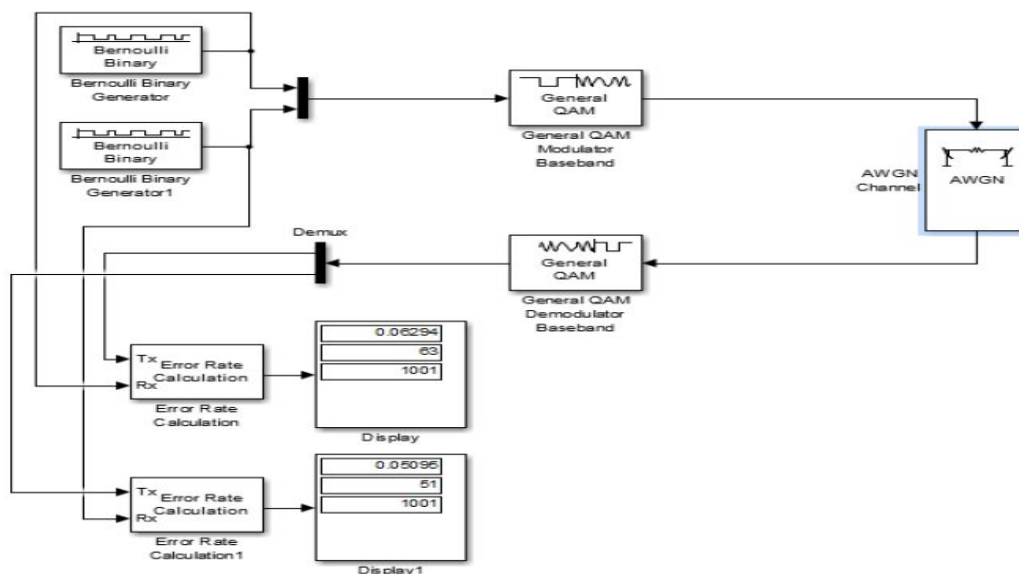 Bernoulli
Binary
Bernoulli Binary
Generator
Bernoulli
Binary
Bernoulli Binary
Generator1
General
QAM
General QAM
Modulator
Baseband
AWGN
Channel
AWGN
Demux
General
QAM
General QAM
Demodulator
Baseband
Tx
Rx
Error Rate
Calculation
Error Rate
Calculation
0.06294
63
1001
Display
Tx
Rx
Error Rate
Calculation
Error Rate
Calculation1
0.05095
51
1001
Display1